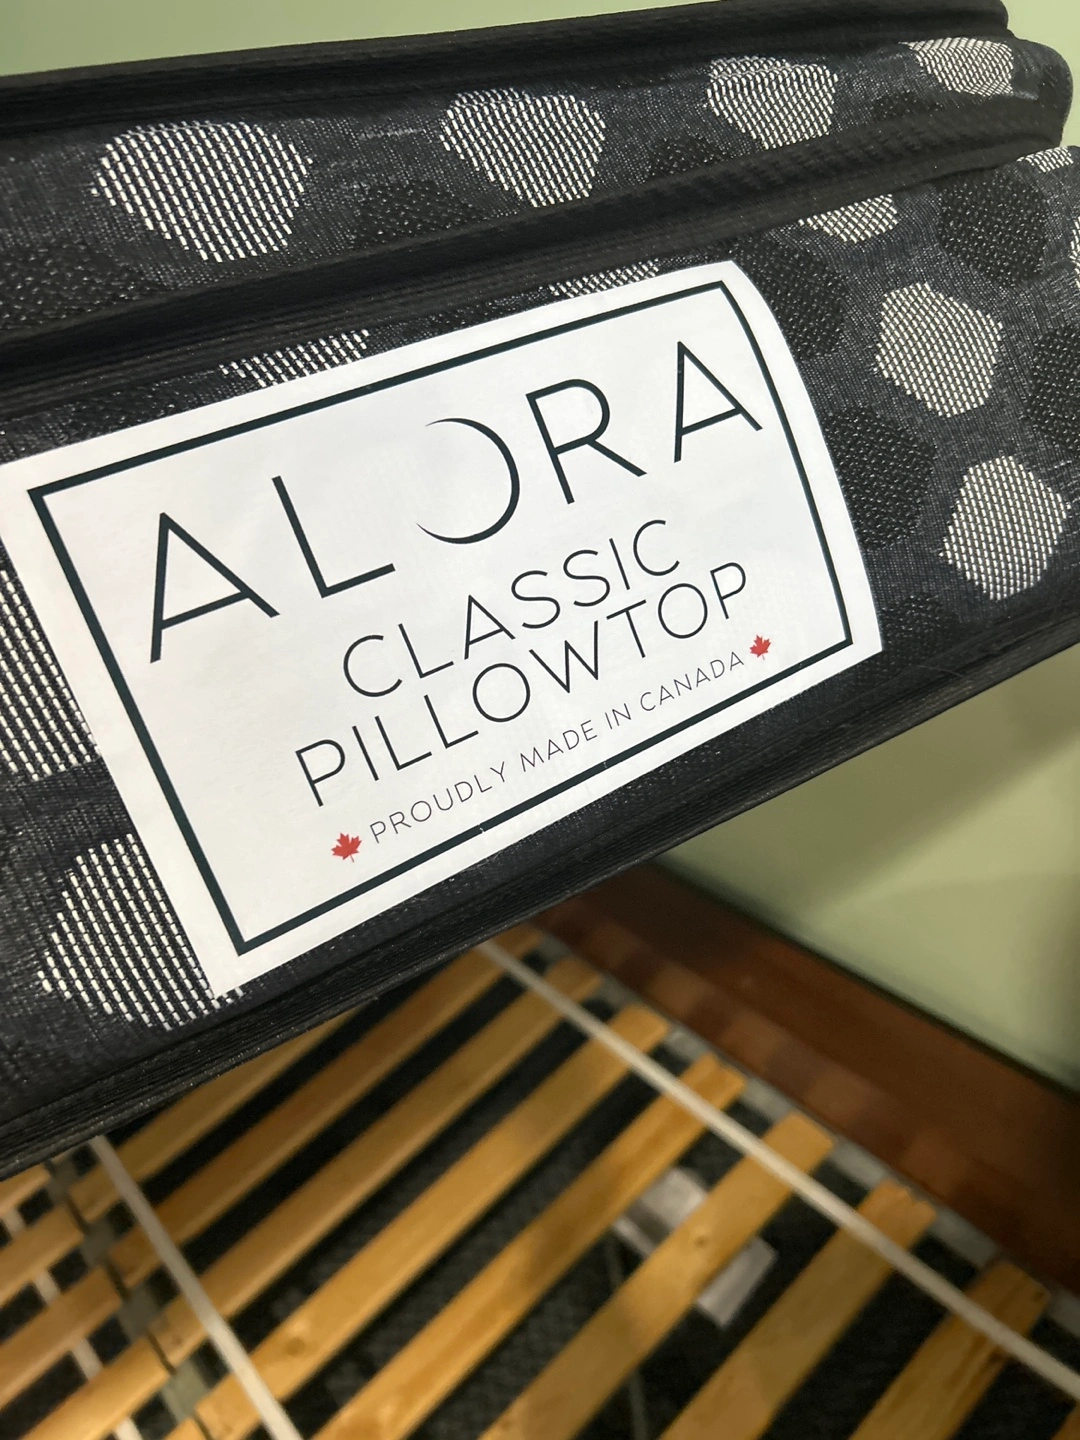 ALORA
CLASSIC
PILLOWTOP
PROUDLY MADE IN CANADA